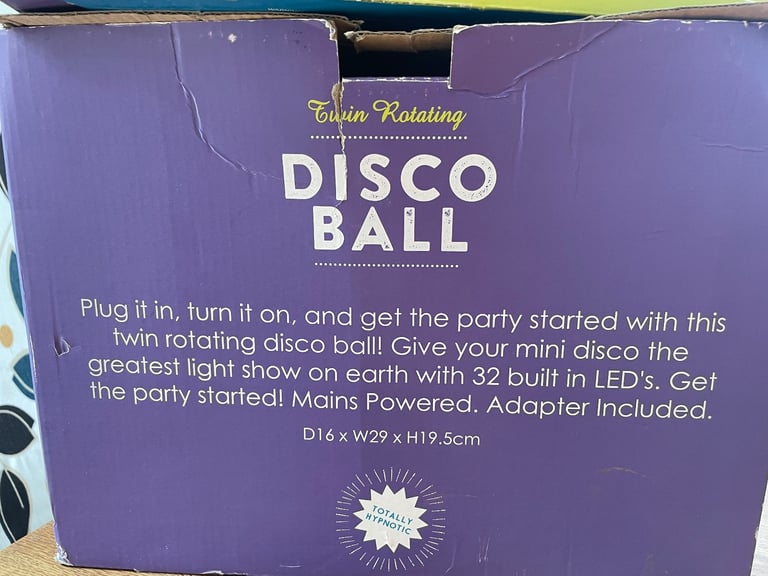 Twin Rotating
DISCO
BALL
Plug it in, turn it on, and get the party started with this
twin rotating disco ball! Give your mini disco the
greatest light show on earth with 32 built in LED's. Get
the party started! Mains Powered. Adapter Included.
D16 x W29 x H19.5cm
TOTALLY
HYPNOTIC